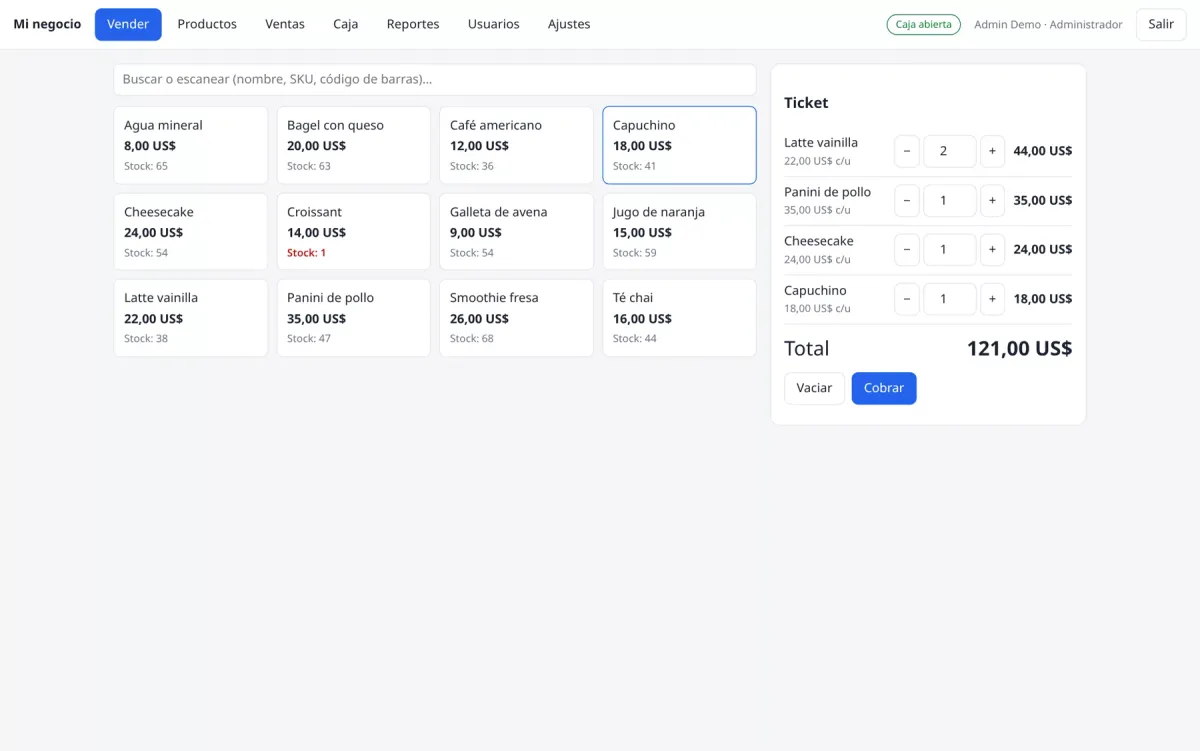 Mi negocio Vender Productos Ventas Caja Reportes Usuarios Ajustes Caja abierta Admin Demo · Administrador Salir
Buscar o escanear (nombre, SKU, código de barras)...
Agua mineral
8,00 US$
Stock: 65
Bagel con queso
20,00 US$
Stock: 63
Café americano
12,00 US$
Stock: 36
Capuchino
18,00 US$
Stock: 41
Cheesecake
24,00 US$
Stock: 54
Croissant
14,00 US$
Stock: 1
Galleta de avena
9,00 US$
Stock: 54
Jugo de naranja
15,00 US$
Stock: 59
Latte vainilla
22,00 US$
Stock: 38
Panini de pollo
35,00 US$
Stock: 47
Smoothie fresa
26,00 US$
Stock: 68
Té chai
16,00 US$
Stock: 44
Ticket
Latte vainilla
22,00 US$ c/u
− 2 + 44,00 US$
Panini de pollo
35,00 US$ c/u
− 1 + 35,00 US$
Cheesecake
24,00 US$ c/u
− 1 + 24,00 US$
Capuchino
18,00 US$ c/u
− 1 + 18,00 US$
Total 121,00 US$
Vaciar Cobrar